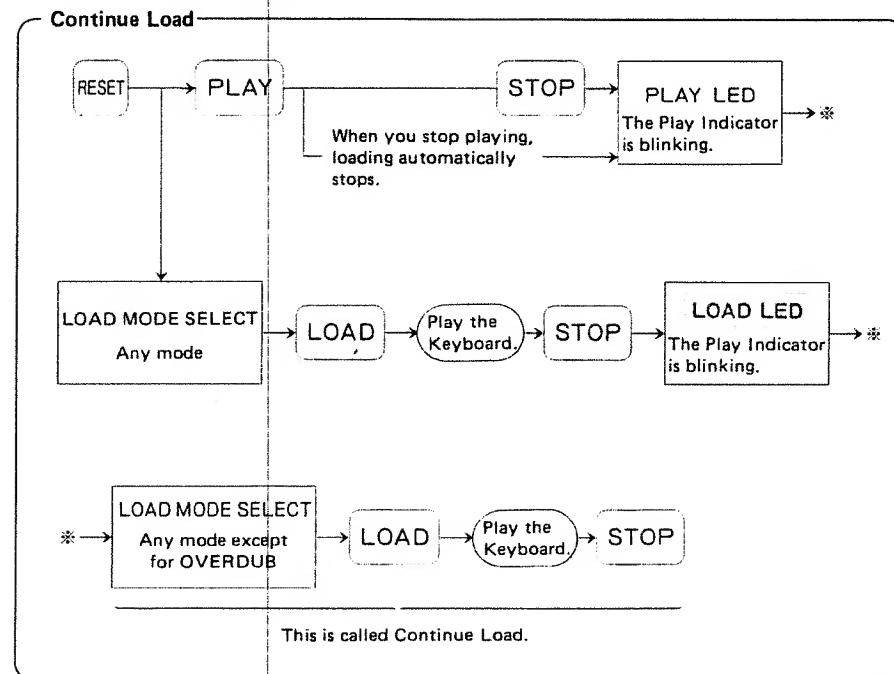 Continue Load
RESET
PLAY
STOP
PLAY LED
The Play Indicator
is blinking.
※
When you stop playing,
loading automatically
stops.
LOAD MODE SELECT
Any mode
LOAD
Play the
Keyboard.
STOP
LOAD LED
The Play Indicator
is blinking.
※
※
LOAD MODE SELECT
Any mode except
for OVERDUB
LOAD
Play the
Keyboard.
STOP
This is called Continue Load.